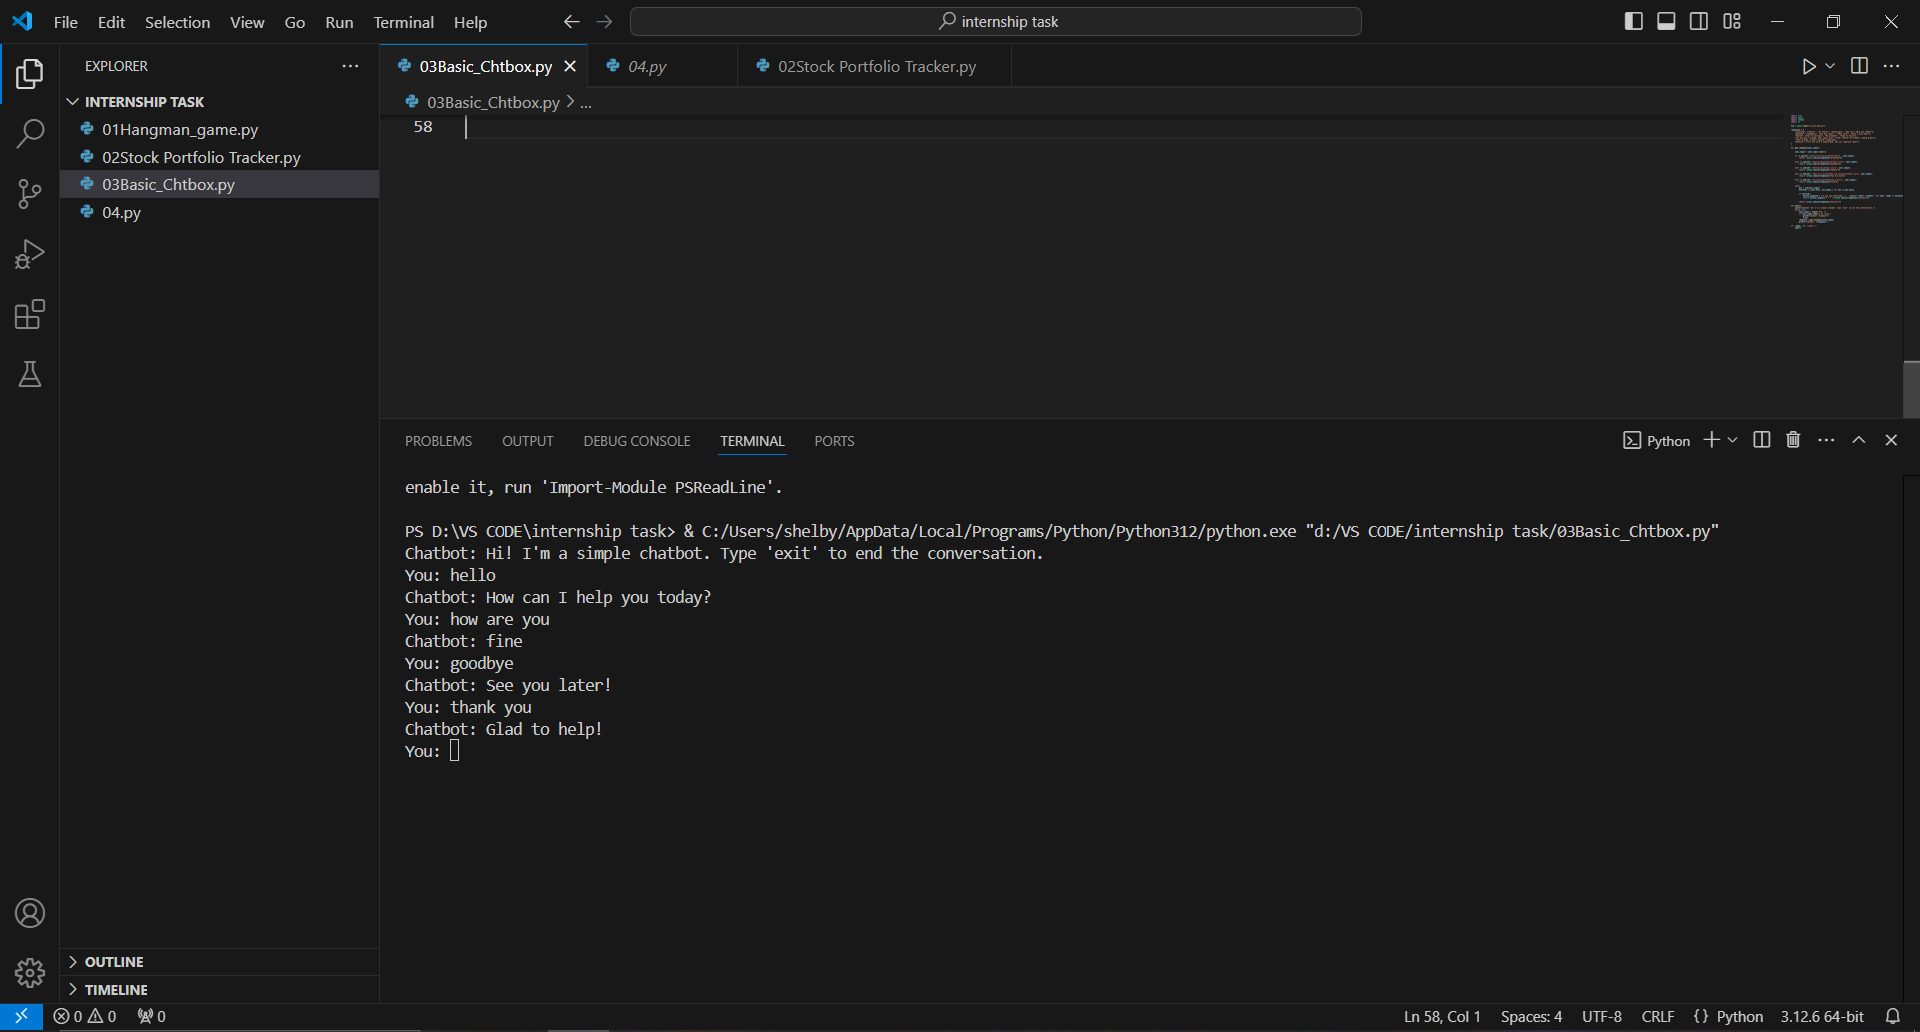 File Edit Selection View Go Run Terminal Help
internship task
EXPLORER
INTERNSHIP TASK
01Hangman_game.py
02Stock Portfolio Tracker.py
03Basic_Chtbox.py
04.py
OUTLINE
TIMELINE
03Basic_Chtbox.py
04.py
02Stock Portfolio Tracker.py
03Basic_Chtbox.py > ...
58
PROBLEMS OUTPUT DEBUG CONSOLE TERMINAL PORTS
Python
enable it, run 'Import-Module PSReadLine'.
PS D:\VS CODE\internship task> & C:/Users/shelby/AppData/Local/Programs/Python/Python312/python.exe "d:/VS CODE/internship task/03Basic_Chtbox.py"
Chatbot: Hi! I'm a simple chatbot. Type 'exit' to end the conversation.
You: hello
Chatbot: How can I help you today?
You: how are you
Chatbot: fine
You: goodbye
Chatbot: See you later!
You: thank you
Chatbot: Glad to help!
You:
0 0 0
Ln 58, Col 1 Spaces: 4 UTF-8 CRLF {} Python 3.12.6 64-bit